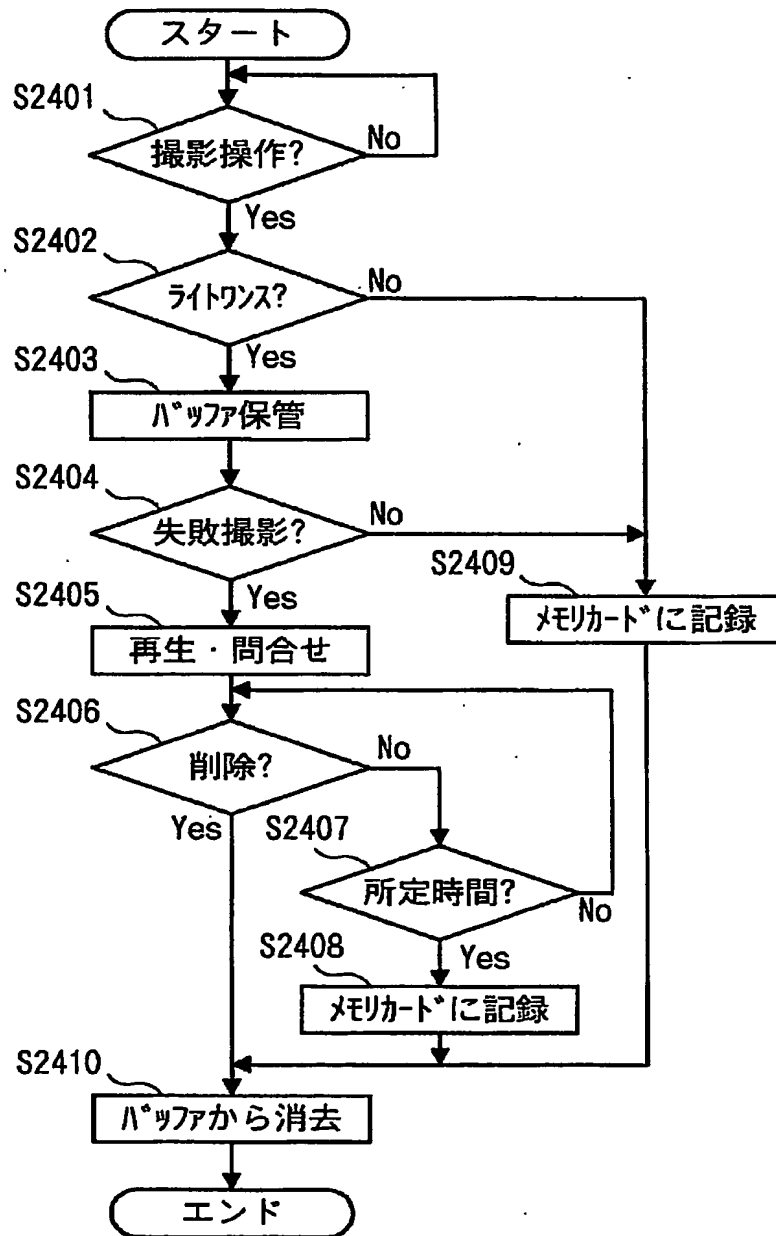 スタート
S2401
撮影操作?
No
Yes
S2402
ﾗｲﾄﾜﾝｽ?
No
Yes
S2403
ﾊﾞｯﾌｧ保管
S2404
失敗撮影?
No
Yes
S2409
ﾒﾓﾘｶｰﾄﾞに記録
S2405
再生・問合せ
S2406
削除?
No
Yes
S2407
所定時間?
No
Yes
S2408
ﾒﾓﾘｶｰﾄﾞに記録
S2410
ﾊﾞｯﾌｧから消去
エンド